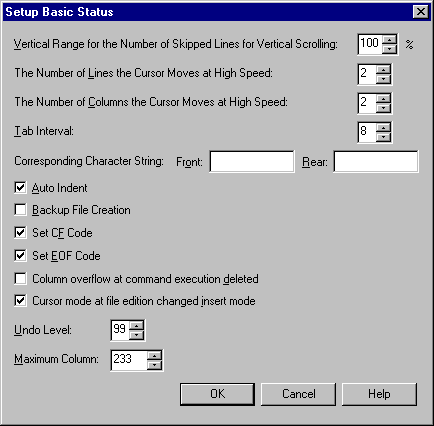 Setup Basic Status
Vertical Range for the Number of Skipped Lines for Vertical Scrolling: 100 %
The Number of Lines the Cursor Moves at High Speed: 2
The Number of Columns the Cursor Moves at High Speed: 2
Tab Interval: 8
Corresponding Character String: Front: Rear:
Auto Indent
Backup File Creation
Set CF Code
Set EOF Code
Column overflow at command execution deleted
Cursor mode at file edition changed insert mode
Undo Level: 99
Maximum Column: 233
OK Cancel Help